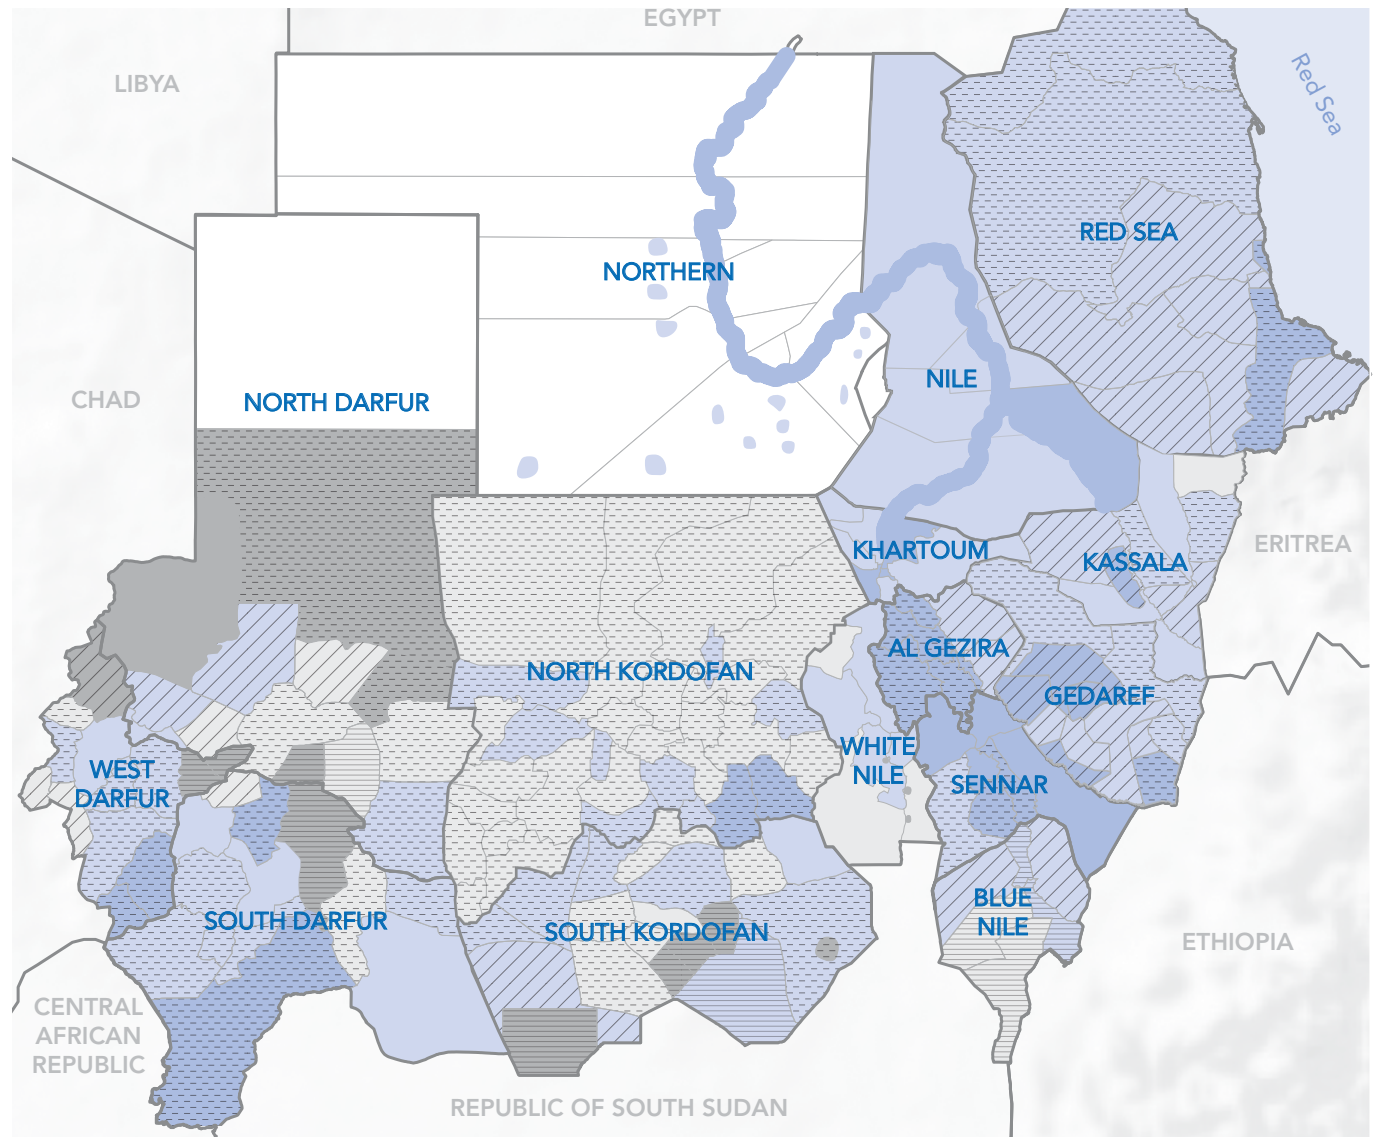 EGYPT
LIBYA
Red Sea
RED SEA
NORTHERN
NILE
CHAD
NORTH DARFUR
ERITREA
KHARTOUM
KASSALA
AL GEZIRA
NORTH KORDOFAN
GEDAREF
WHITE
NILE
WEST
DARFUR
SENNAR
BLUE
NILE
SOUTH DARFUR
SOUTH KORDOFAN
ETHIOPIA
CENTRAL
AFRICAN
REPUBLIC
REPUBLIC OF SOUTH SUDAN